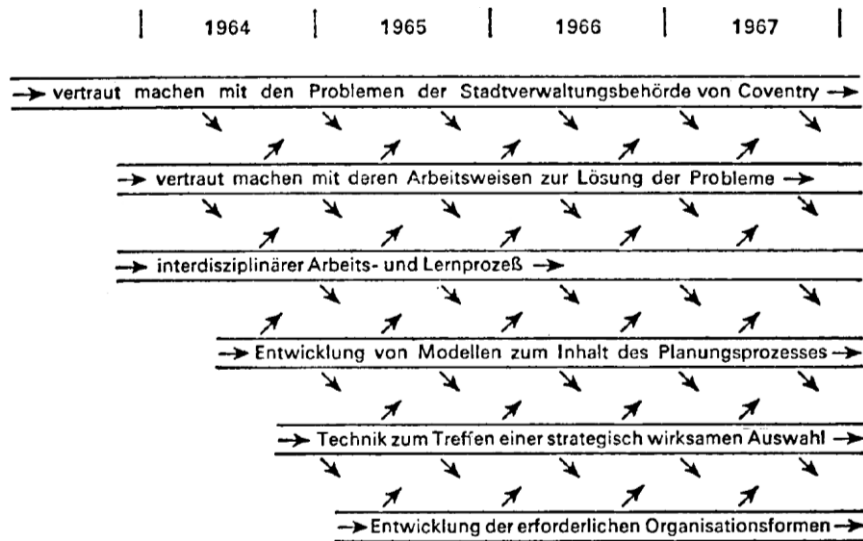 1964 1965 1966 1967
vertraut machen mit den Problemen der Stadtverwaltungsbehörde von Coventry
vertraut machen mit deren Arbeitsweisen zur Lösung der Probleme
interdisziplinärer Arbeits- und Lernprozeß
Entwicklung von Modellen zum Inhalt des Planungsprozesses
Technik zum Treffen einer strategisch wirksamen Auswahl
Entwicklung der erforderlichen Organisationsformen